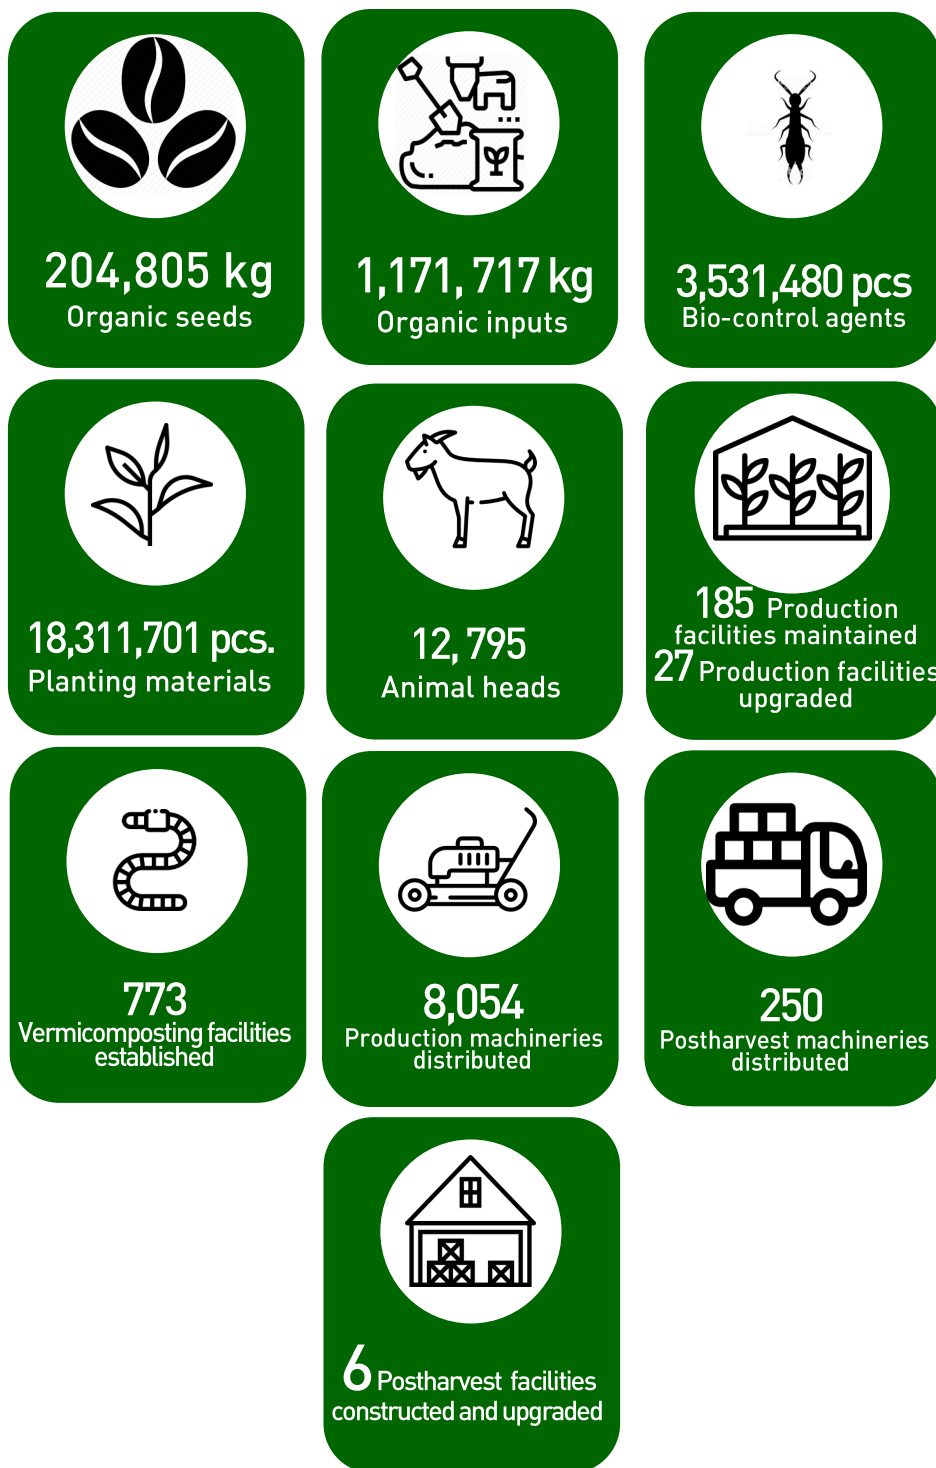 204,805 kg
Organic seeds
1,171, 717 kg
Organic inputs
3,531,480 pcs
Bio-control agents
18,311,701 pcs.
Planting materials
12, 795
Animal heads
185 Production
facilities maintained
27 Production facilities
upgraded
773
Vermicomposting facilities
established
8,054
Production machineries
distributed
250
Postharvest machineries
distributed
6 Postharvest facilities
constructed and upgraded